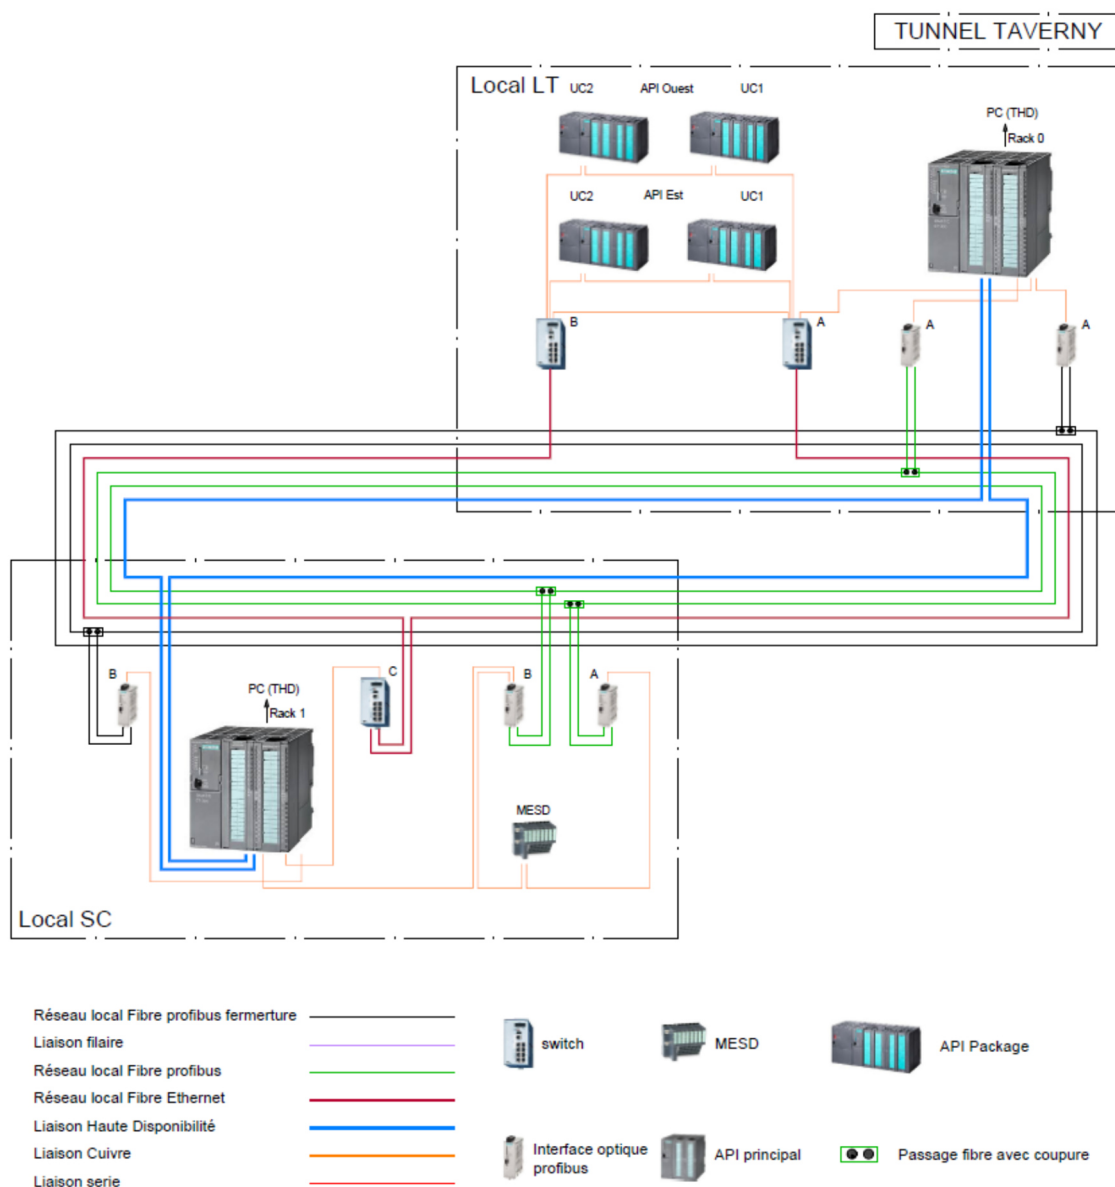 TUNNEL TAVERNY
Local LT
UC2 API Ouest UC1
PC (THD)
Rack 0
UC2 API Est UC1
B
A
A
A
B
PC (THD)
Rack 1
C
B
A
MESD
Local SC
Réseau local Fibre profibus fermerture
Liaison filaire
Réseau local Fibre profibus
Réseau local Fibre Ethernet
Liaison Haute Disponibilité
Liaison Cuivre
Liaison serie
switch
MESD
API Package
Interface optique
profibus
API principal
Passage fibre avec coupure